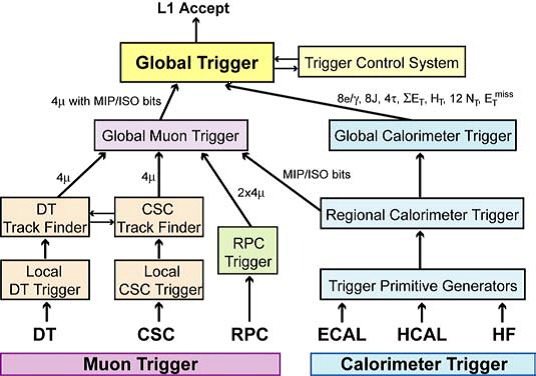 L1 Accept
Global Trigger
Trigger Control System
4μ with MIP/ISO bits
8e/γ, 8J, 4τ, ΣE_T, H_T, 12 N_T, E_T^miss
Global Muon Trigger
Global Calorimeter Trigger
4μ
4μ
2x4μ
MIP/ISO bits
DT
Track Finder
CSC
Track Finder
Regional Calorimeter Trigger
RPC
Trigger
Local
DT Trigger
Local
CSC Trigger
Trigger Primitive Generators
DT
CSC
RPC
ECAL
HCAL
HF
Muon Trigger
Calorimeter Trigger